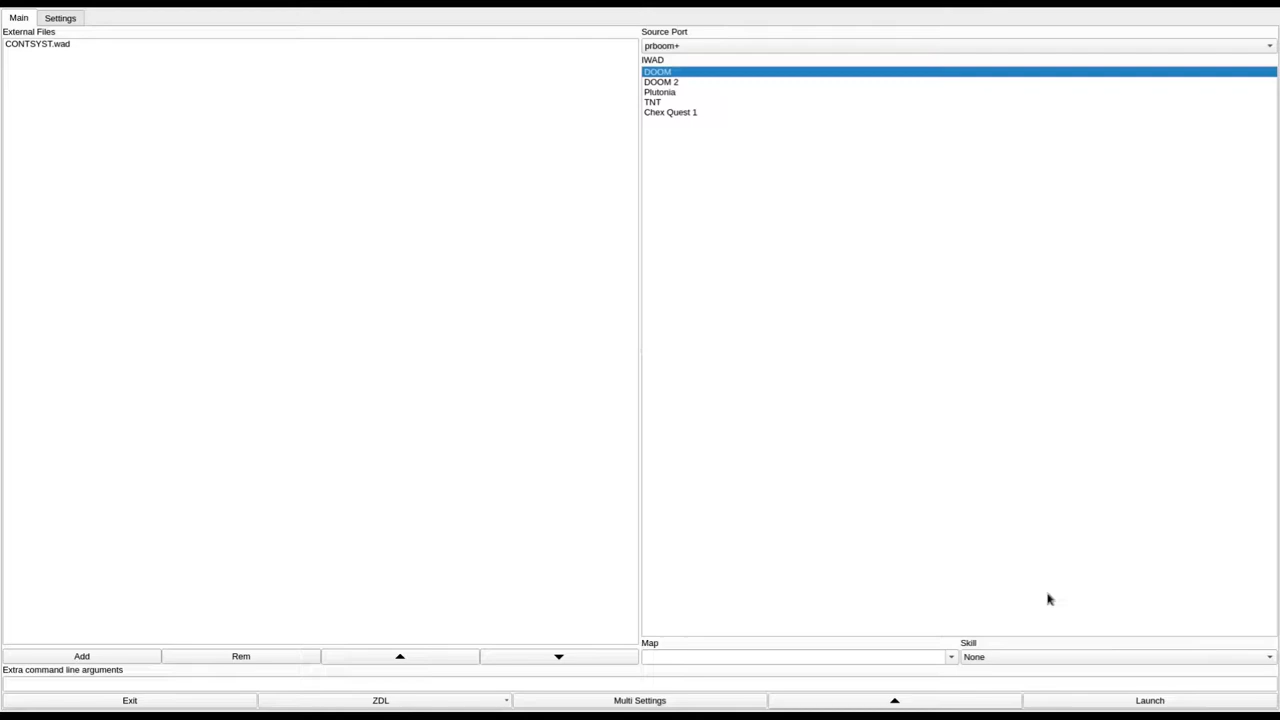 Main Settings
External Files
CONTSYST.wad
Source Port
prboom+
IWAD
DOOM
DOOM 2
Plutonia
TNT
Chex Quest 1
Map Skill
None
Add Rem
Extra command line arguments
Exit ZDL Multi Settings Launch